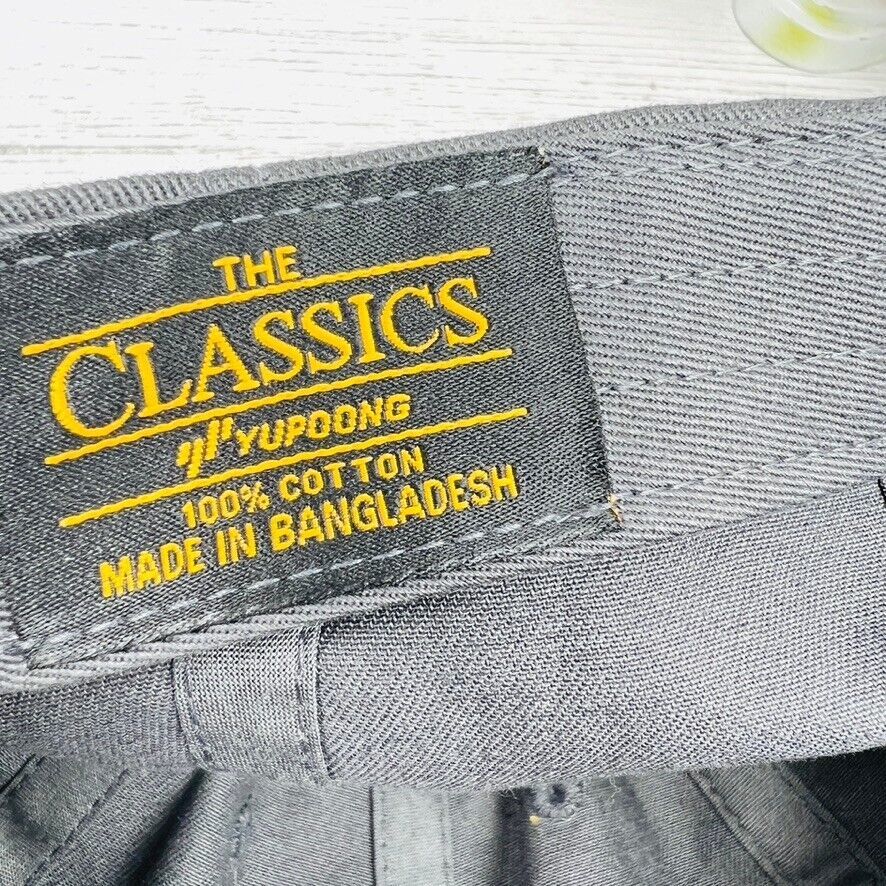 THE
CLASSICS
YUPOONG
100% COTTON
MADE IN BANGLADESH